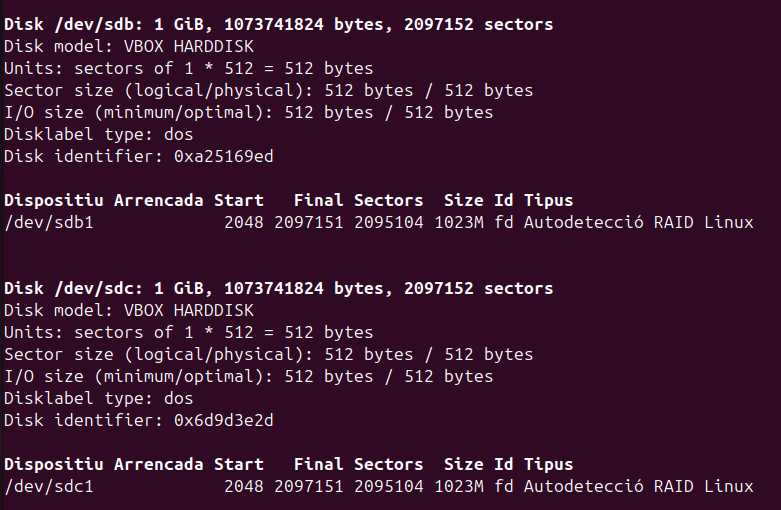 Disk /dev/sdb: 1 GiB, 1073741824 bytes, 2097152 sectors
Disk model: VBOX HARDDISK
Units: sectors of 1 * 512 = 512 bytes
Sector size (logical/physical): 512 bytes / 512 bytes
I/O size (minimum/optimal): 512 bytes / 512 bytes
Disklabel type: dos
Disk identifier: 0xa25169ed
Dispositiu Arrencada Start   Final Sectors  Size Id Tipus
/dev/sdb1             2048 2097151 2095104 1023M fd Autodetecció RAID Linux
Disk /dev/sdc: 1 GiB, 1073741824 bytes, 2097152 sectors
Disk model: VBOX HARDDISK
Units: sectors of 1 * 512 = 512 bytes
Sector size (logical/physical): 512 bytes / 512 bytes
I/O size (minimum/optimal): 512 bytes / 512 bytes
Disklabel type: dos
Disk identifier: 0x6d9d3e2d
Dispositiu Arrencada Start   Final Sectors  Size Id Tipus
/dev/sdc1             2048 2097151 2095104 1023M fd Autodetecció RAID Linux